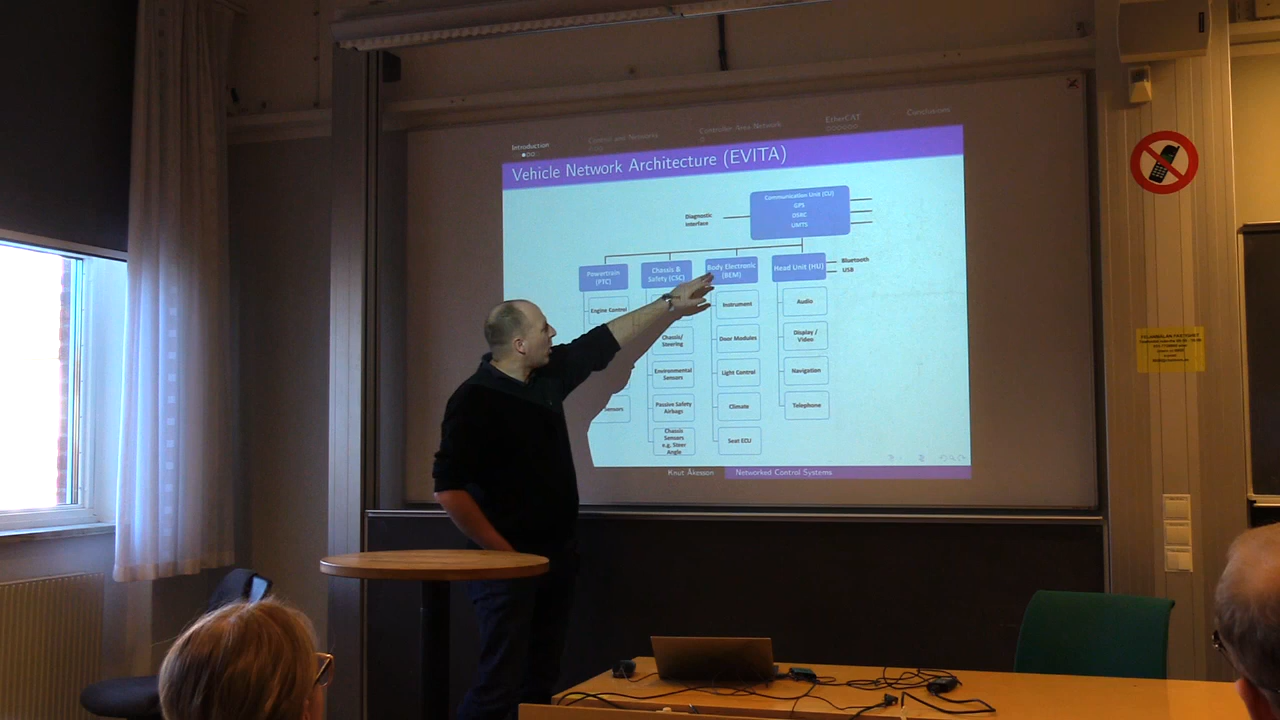 Introduction
Control and Networks
Controller Area Network
EtherCAT
Conclusions
Vehicle Network Architecture (EVITA)
Communication Unit (CU)
GPS
DSRC
UMTS
Diagnostic
Interface
Powertrain
(PTC)
Chassis &
Safety (CSC)
Body Electronic
(BEM)
Head Unit (HU)
Bluetooth
USB
Engine Control
Instrument
Audio
Chassis/
Steering
Door Modules
Display /
Video
Environmental
Sensors
Light Control
Navigation
Sensors
Passive Safety
Airbags
Climate
Telephone
Chassis
Sensors
e.g. Steer
Angle
Seat ECU
Knut Åkesson
Networked Control Systems